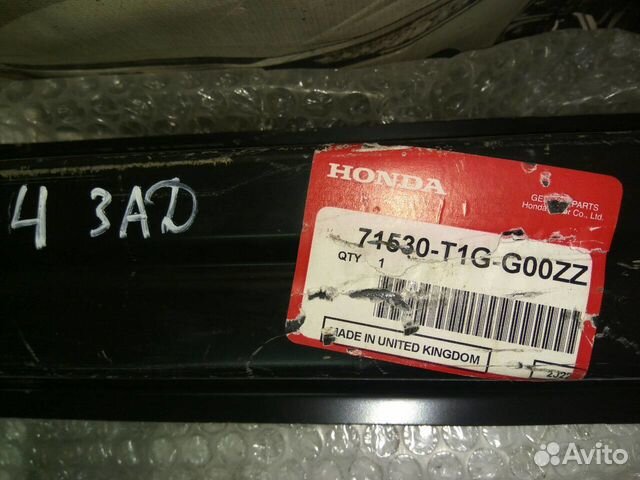 4 ЗАД
HONDA
71530-T1G-G00ZZ
QTY 1
MADE IN UNITED KINGDOM
Avito